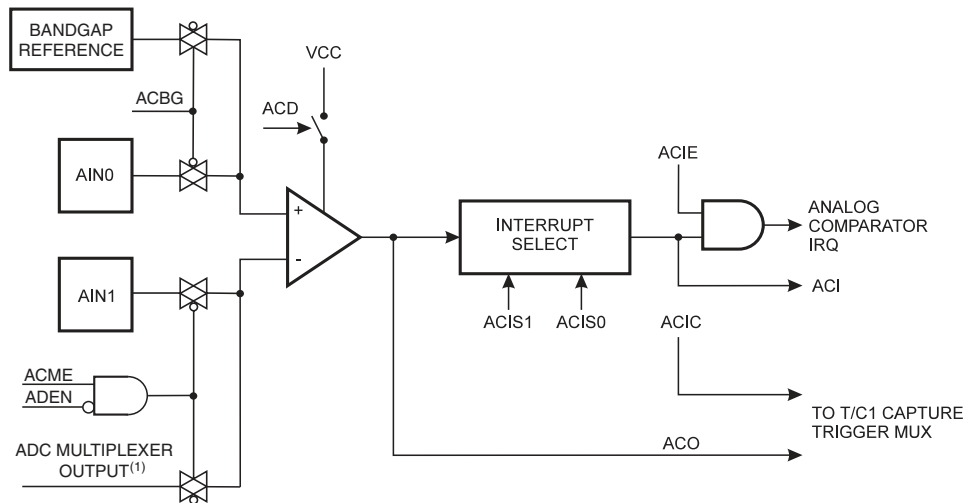 BANDGAP
REFERENCE
VCC
ACBG
ACD
AIN0
ACIE
+
INTERRUPT
SELECT
ANALOG
COMPARATOR
IRQ
-
AIN1
ACI
ACIS1
ACIS0
ACIC
ACME
ADEN
TO T/C1 CAPTURE
TRIGGER MUX
ACO
ADC MULTIPLEXER
OUTPUT(1)